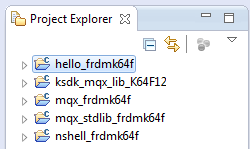 Project Explorer
hello_frdmk64f
ksdk_mqx_lib_K64F12
mqx_frdmk64f
mqx_stdlib_frdmk64f
nshell_frdmk64f